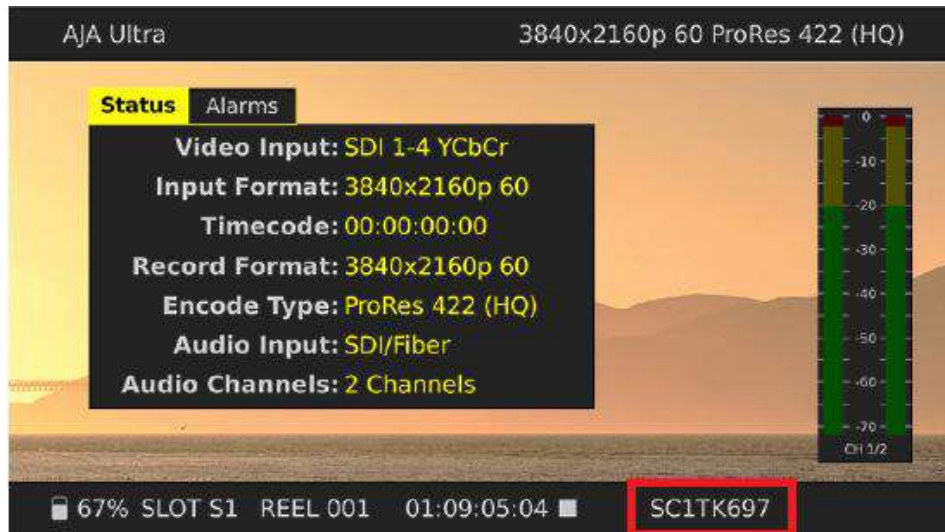 AJA Ultra 3840x2160p 60 ProRes 422 (HQ)
Status Alarms
Video Input: SDI 1-4 YCbCr
Input Format: 3840x2160p 60
Timecode: 00:00:00:00
Record Format: 3840x2160p 60
Encode Type: ProRes 422 (HQ)
Audio Input: SDI/Fiber
Audio Channels: 2 Channels
0
-10
-20
-30
-40
-50
-60
-70
CH 1/2
67% SLOT S1 REEL 001 01:09:05:04 SC1TK697